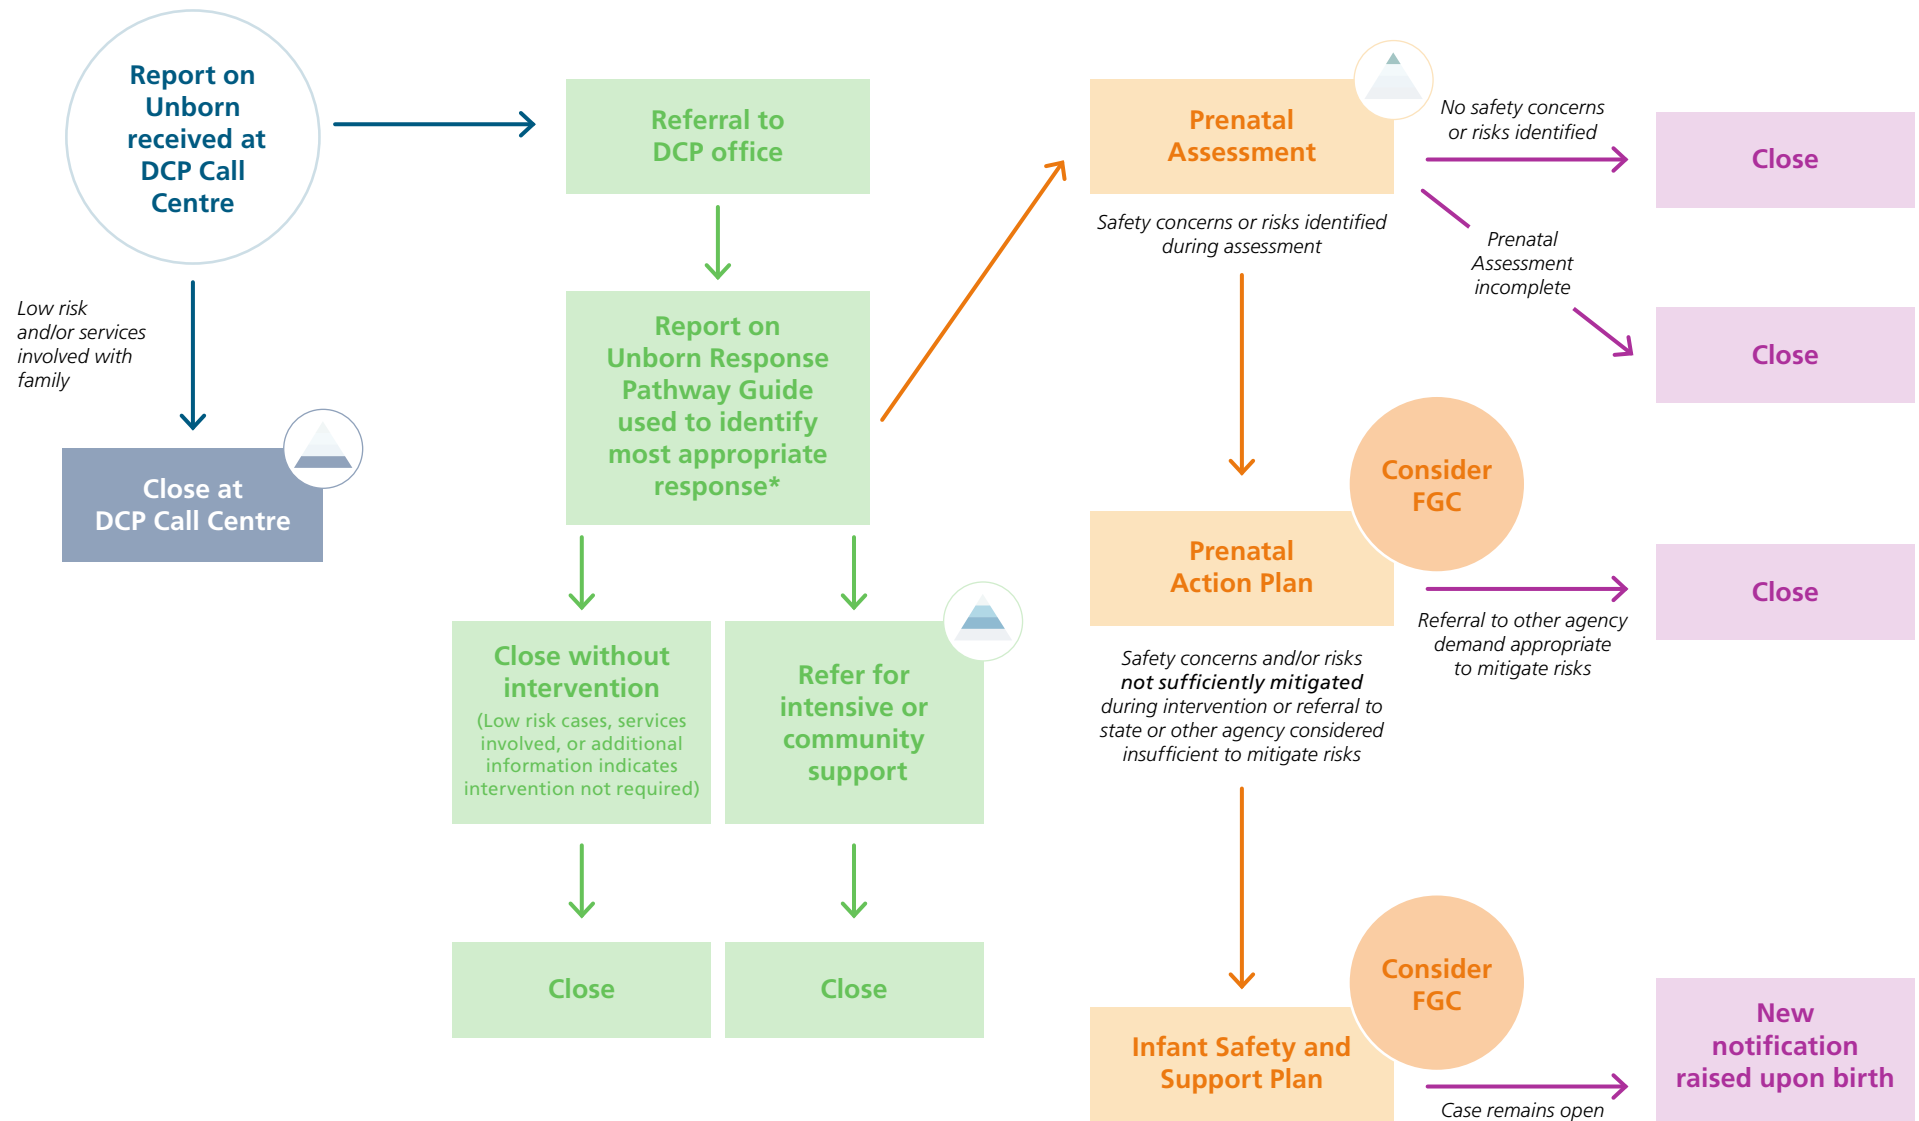 Report on
Unborn
received at
DCP Call
Centre
Low risk
and/or services
involved with
family
Close at
DCP Call Centre
Referral to
DCP office
Report on
Unborn Response
Pathway Guide
used to identify
most appropriate
response*
Close without
intervention
(Low risk cases, services
involved, or additional
information indicates
intervention not required)
Refer for
intensive or
community
support
Close
Close
Prenatal
Assessment
No safety concerns
or risks identified
Close
Safety concerns or risks identified
during assessment
Prenatal
Assessment
incomplete
Close
Consider
FGC
Prenatal
Action Plan
Referral to other agency
demand appropriate
to mitigate risks
Close
Safety concerns and/or risks
not sufficiently mitigated
during intervention or referral to
state or other agency considered
insufficient to mitigate risks
Consider
FGC
Infant Safety and
Support Plan
Case remains open
New
notification
raised upon birth